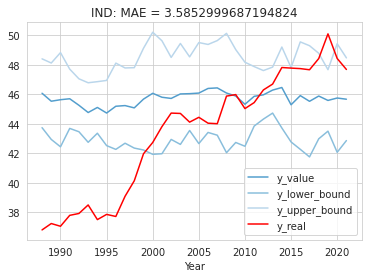 IND: MAE = 3.5852999687194824
50
48
46
44
42
40
38
y_value
y_lower_bound
y_upper_bound
y_real
1990 1995 2000 2005 2010 2015 2020
Year